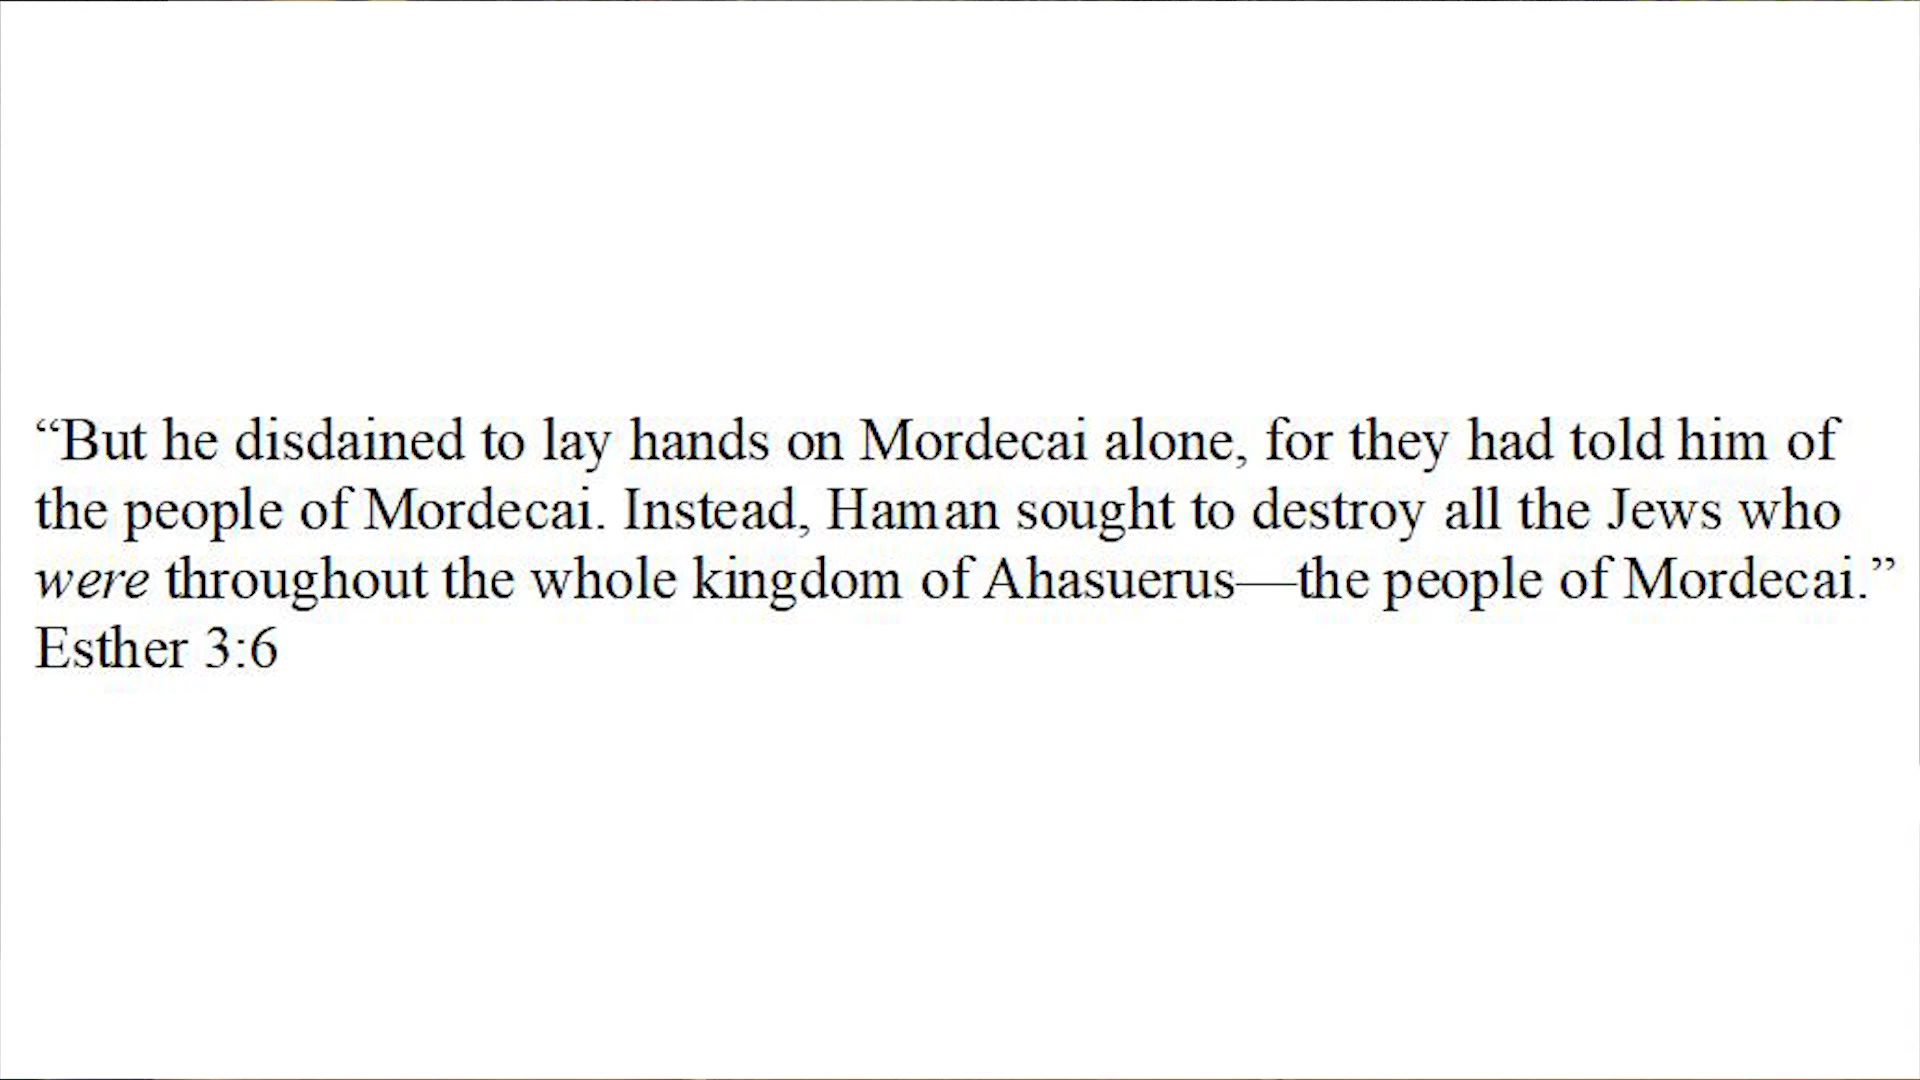 “But he disdained to lay hands on Mordecai alone, for they had told him of
the people of Mordecai. Instead, Haman sought to destroy all the Jews who
were throughout the whole kingdom of Ahasuerus—the people of Mordecai.”
Esther 3:6